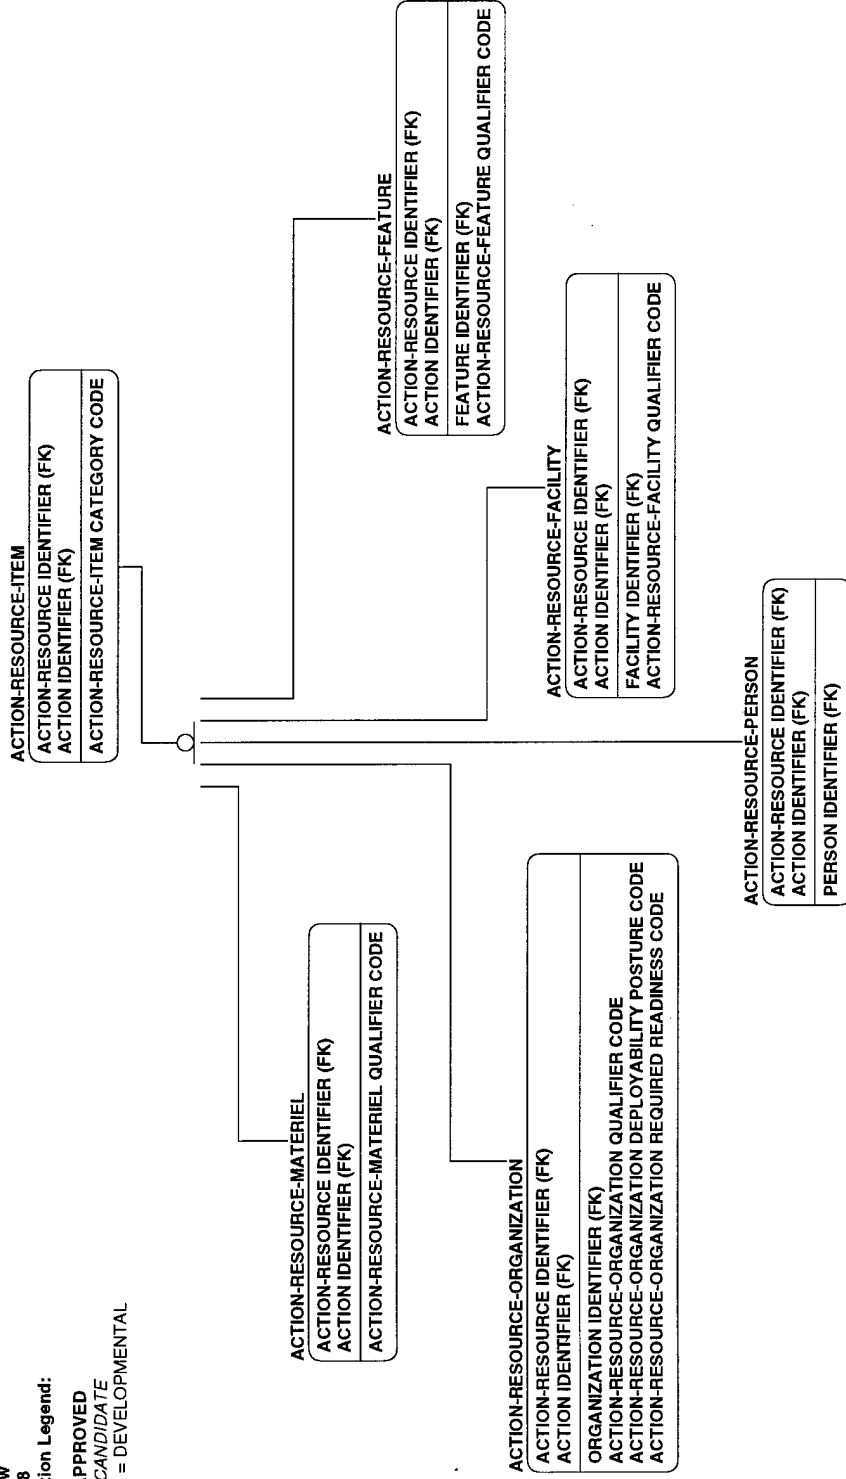 w
8
tion Legend:
PPROVED
CANDIDATE
= DEVELOPMENTAL
ACTION-RESOURCE-ITEM
ACTION-RESOURCE IDENTIFIER (FK)
ACTION IDENTIFIER (FK)
ACTION-RESOURCE-ITEM CATEGORY CODE
ACTION-RESOURCE-MATERIEL
ACTION-RESOURCE IDENTIFIER (FK)
ACTION IDENTIFIER (FK)
ACTION-RESOURCE-MATERIEL QUALIFIER CODE
ACTION-RESOURCE-FEATURE
ACTION-RESOURCE IDENTIFIER (FK)
ACTION IDENTIFIER (FK)
FEATURE IDENTIFIER (FK)
ACTION-RESOURCE-FEATURE QUALIFIER CODE
ACTION-RESOURCE-ORGANIZATION
ACTION-RESOURCE IDENTIFIER (FK)
ACTION IDENTIFIER (FK)
ORGANIZATION IDENTIFIER (FK)
ACTION-RESOURCE-ORGANIZATION QUALIFIER CODE
ACTION-RESOURCE-ORGANIZATION DEPLOYABILITY POSTURE CODE
ACTION-RESOURCE-ORGANIZATION REQUIRED READINESS CODE
ACTION-RESOURCE-FACILITY
ACTION-RESOURCE IDENTIFIER (FK)
ACTION IDENTIFIER (FK)
FACILITY IDENTIFIER (FK)
ACTION-RESOURCE-FACILITY QUALIFIER CODE
ACTION-RESOURCE-PERSON
ACTION-RESOURCE IDENTIFIER (FK)
ACTION IDENTIFIER (FK)
PERSON IDENTIFIER (FK)